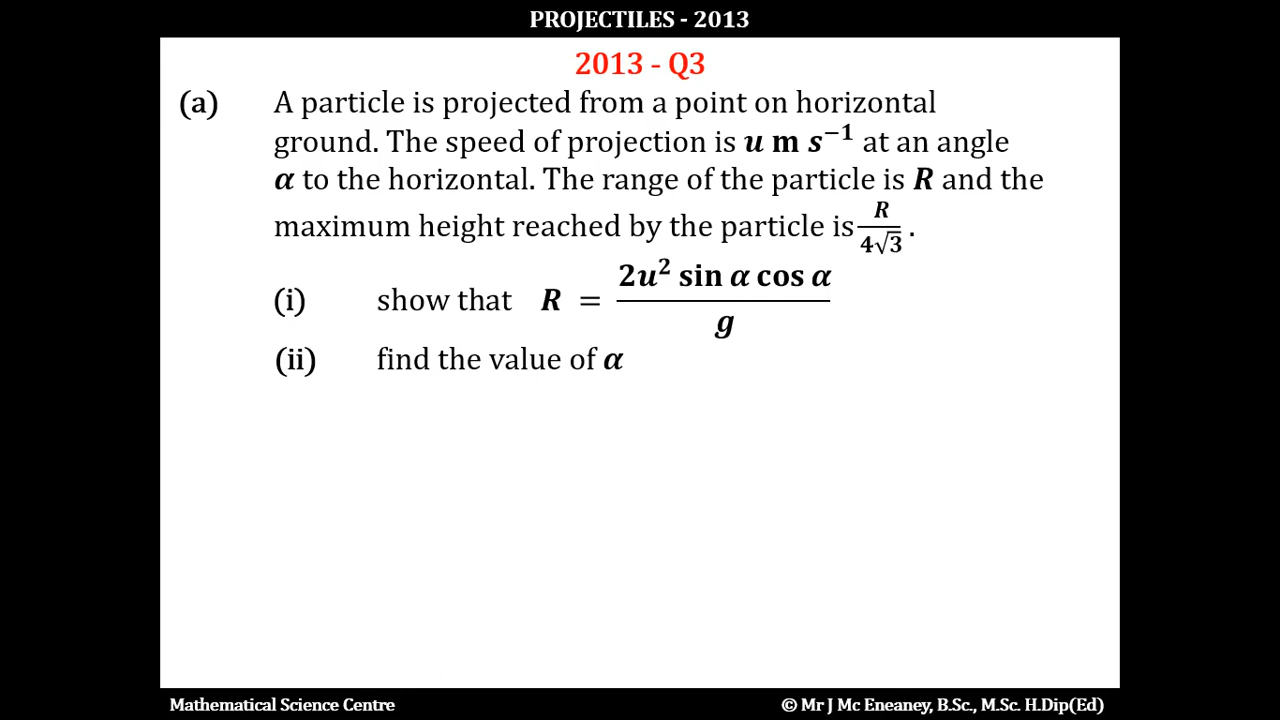 PROJECTILES - 2013
2013 - Q3
(a) A particle is projected from a point on horizontal
ground. The speed of projection is u m s⁻¹ at an angle
α to the horizontal. The range of the particle is R and the
maximum height reached by the particle is R/4√3 .
(i) show that R = 2u² sin α cos α / g
(ii) find the value of α
Mathematical Science Centre
© Mr J Mc Eneaney, B.Sc., M.Sc. H.Dip(Ed)